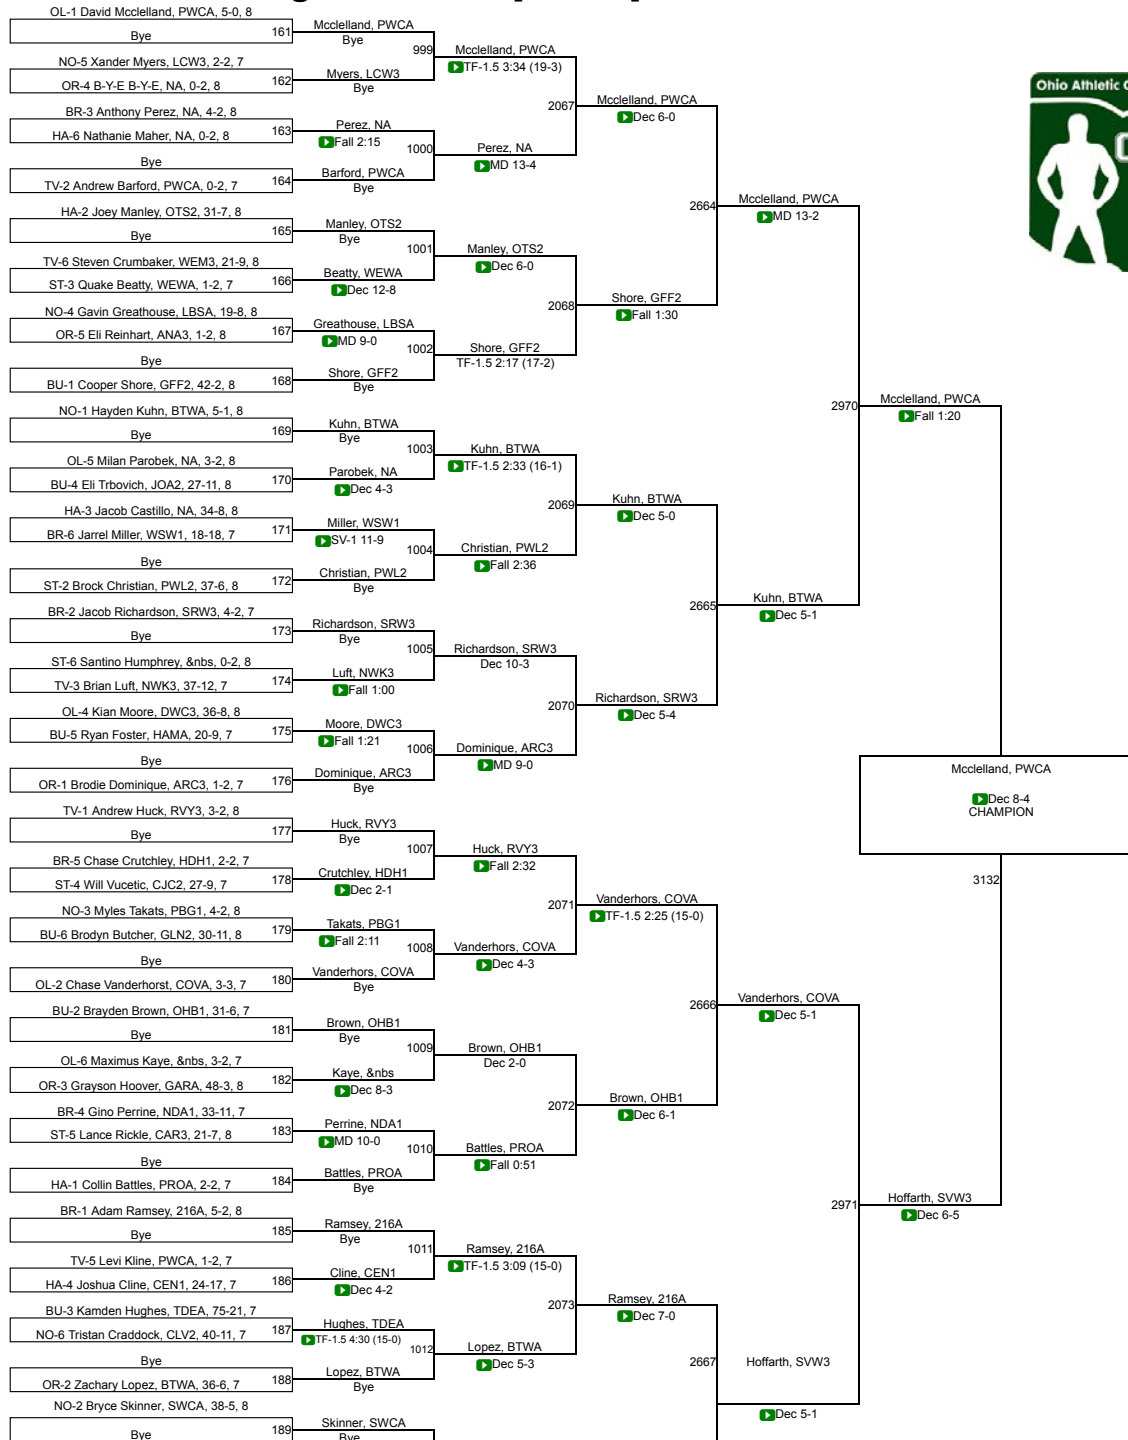 OL-1 David Mcclelland, PWCA, 5-0, 8
Bye
161
NO-5 Xander Myers, LCW3, 2-2, 7
OR-4 B-Y-E B-Y-E, NA, 0-2, 8
162
BR-3 Anthony Perez, NA, 4-2, 8
HA-6 Nathanie Maher, NA, 0-2, 8
163
Bye
TV-2 Andrew Barford, PWCA, 0-2, 7
164
HA-2 Joey Manley, OTS2, 31-7, 8
Bye
165
TV-6 Steven Crumbaker, WEM3, 21-9, 8
ST-3 Quake Beatty, WEWA, 1-2, 7
166
NO-4 Gavin Greathouse, LBSA, 19-8, 8
OR-5 Eli Reinhart, ANA3, 1-2, 8
167
Bye
BU-1 Cooper Shore, GFF2, 42-2, 8
168
NO-1 Hayden Kuhn, BTWA, 5-1, 8
Bye
169
OL-5 Milan Parobek, NA, 3-2, 8
BU-4 Eli Trbovich, JOA2, 27-11, 8
170
HA-3 Jacob Castillo, NA, 34-8, 8
BR-6 Jarrel Miller, WSW1, 18-18, 7
171
Bye
ST-2 Brock Christian, PWL2, 37-6, 8
172
BR-2 Jacob Richardson, SRW3, 4-2, 7
Bye
173
ST-6 Santino Humphrey, &nbs, 0-2, 8
TV-3 Brian Luft, NWK3, 37-12, 7
174
OL-4 Kian Moore, DWC3, 36-8, 8
BU-5 Ryan Foster, HAMA, 20-9, 7
175
Bye
OR-1 Brodie Dominique, ARC3, 1-2, 7
176
TV-1 Andrew Huck, RVY3, 3-2, 8
Bye
177
BR-5 Chase Crutchley, HDH1, 2-2, 7
ST-4 Will Vucetic, CJC2, 27-9, 7
178
NO-3 Myles Takats, PBG1, 4-2, 8
BU-6 Brodyn Butcher, GLN2, 30-11, 8
179
Bye
OL-2 Chase Vanderhorst, COVA, 3-3, 7
180
BU-2 Brayden Brown, OHB1, 31-6, 7
Bye
181
OL-6 Maximus Kaye, &nbs, 3-2, 7
OR-3 Grayson Hoover, GARA, 48-3, 8
182
BR-4 Gino Perrine, NDA1, 33-11, 7
ST-5 Lance Rickle, CAR3, 21-7, 8
183
Bye
HA-1 Collin Battles, PROA, 2-2, 7
184
BR-1 Adam Ramsey, 216A, 5-2, 8
Bye
185
TV-5 Levi Kline, PWCA, 1-2, 7
HA-4 Joshua Cline, CEN1, 24-17, 7
186
BU-3 Kamden Hughes, TDEA, 75-21, 7
NO-6 Tristan Craddock, CLV2, 40-11, 7
187
Bye
OR-2 Zachary Lopez, BTWA, 36-6, 7
188
NO-2 Bryce Skinner, SWCA, 38-5, 8
Bye
189
Mcclelland, PWCA
Bye
999
Myers, LCW3
Bye
Perez, NA
Fall 2:15
1000
Barford, PWCA
Bye
Manley, OTS2
Bye
1001
Beatty, WEWA
Dec 12-8
Greathouse, LBSA
MD 9-0
1002
Shore, GFF2
Bye
Kuhn, BTWA
Bye
1003
Parobek, NA
Dec 4-3
Miller, WSW1
SV-1 11-9
1004
Christian, PWL2
Bye
Richardson, SRW3
Bye
1005
Luft, NWK3
Fall 1:00
Moore, DWC3
Fall 1:21
1006
Dominique, ARC3
Bye
Huck, RVY3
Bye
1007
Crutchley, HDH1
Dec 2-1
Takats, PBG1
Fall 2:11
1008
Vanderhors, COVA
Bye
Brown, OHB1
Bye
1009
Kaye, &nbs
Dec 8-3
Perrine, NDA1
MD 10-0
1010
Battles, PROA
Bye
Ramsey, 216A
Bye
1011
Cline, CEN1
Dec 4-2
Hughes, TDEA
TF-1.5 4:30 (15-0)
1012
Lopez, BTWA
Bye
Skinner, SWCA
Bye
Mcclelland, PWCA
TF-1.5 3:34 (19-3)
2067
Perez, NA
MD 13-4
Manley, OTS2
Dec 6-0
2068
Shore, GFF2
TF-1.5 2:17 (17-2)
Kuhn, BTWA
TF-1.5 2:33 (16-1)
2069
Christian, PWL2
Fall 2:36
Richardson, SRW3
Dec 10-3
2070
Dominique, ARC3
MD 9-0
Huck, RVY3
Fall 2:32
2071
Vanderhors, COVA
Dec 4-3
Brown, OHB1
Dec 2-0
2072
Battles, PROA
Fall 0:51
Ramsey, 216A
TF-1.5 3:09 (15-0)
2073
Lopez, BTWA
Dec 5-3
Mcclelland, PWCA
Dec 6-0
2664
Shore, GFF2
Fall 1:30
Kuhn, BTWA
Dec 5-0
2665
Richardson, SRW3
Dec 5-4
Vanderhors, COVA
TF-1.5 2:25 (15-0)
2666
Brown, OHB1
Dec 6-1
Ramsey, 216A
Dec 7-0
2667
Mcclelland, PWCA
MD 13-2
2970
Kuhn, BTWA
Dec 5-1
Vanderhors, COVA
Dec 5-1
2971
Hoffarth, SVW3
Dec 5-1
Mcclelland, PWCA
Fall 1:20
Hoffarth, SVW3
Dec 6-5
3132
Mcclelland, PWCA
Dec 8-4
CHAMPION
Ohio Athletic